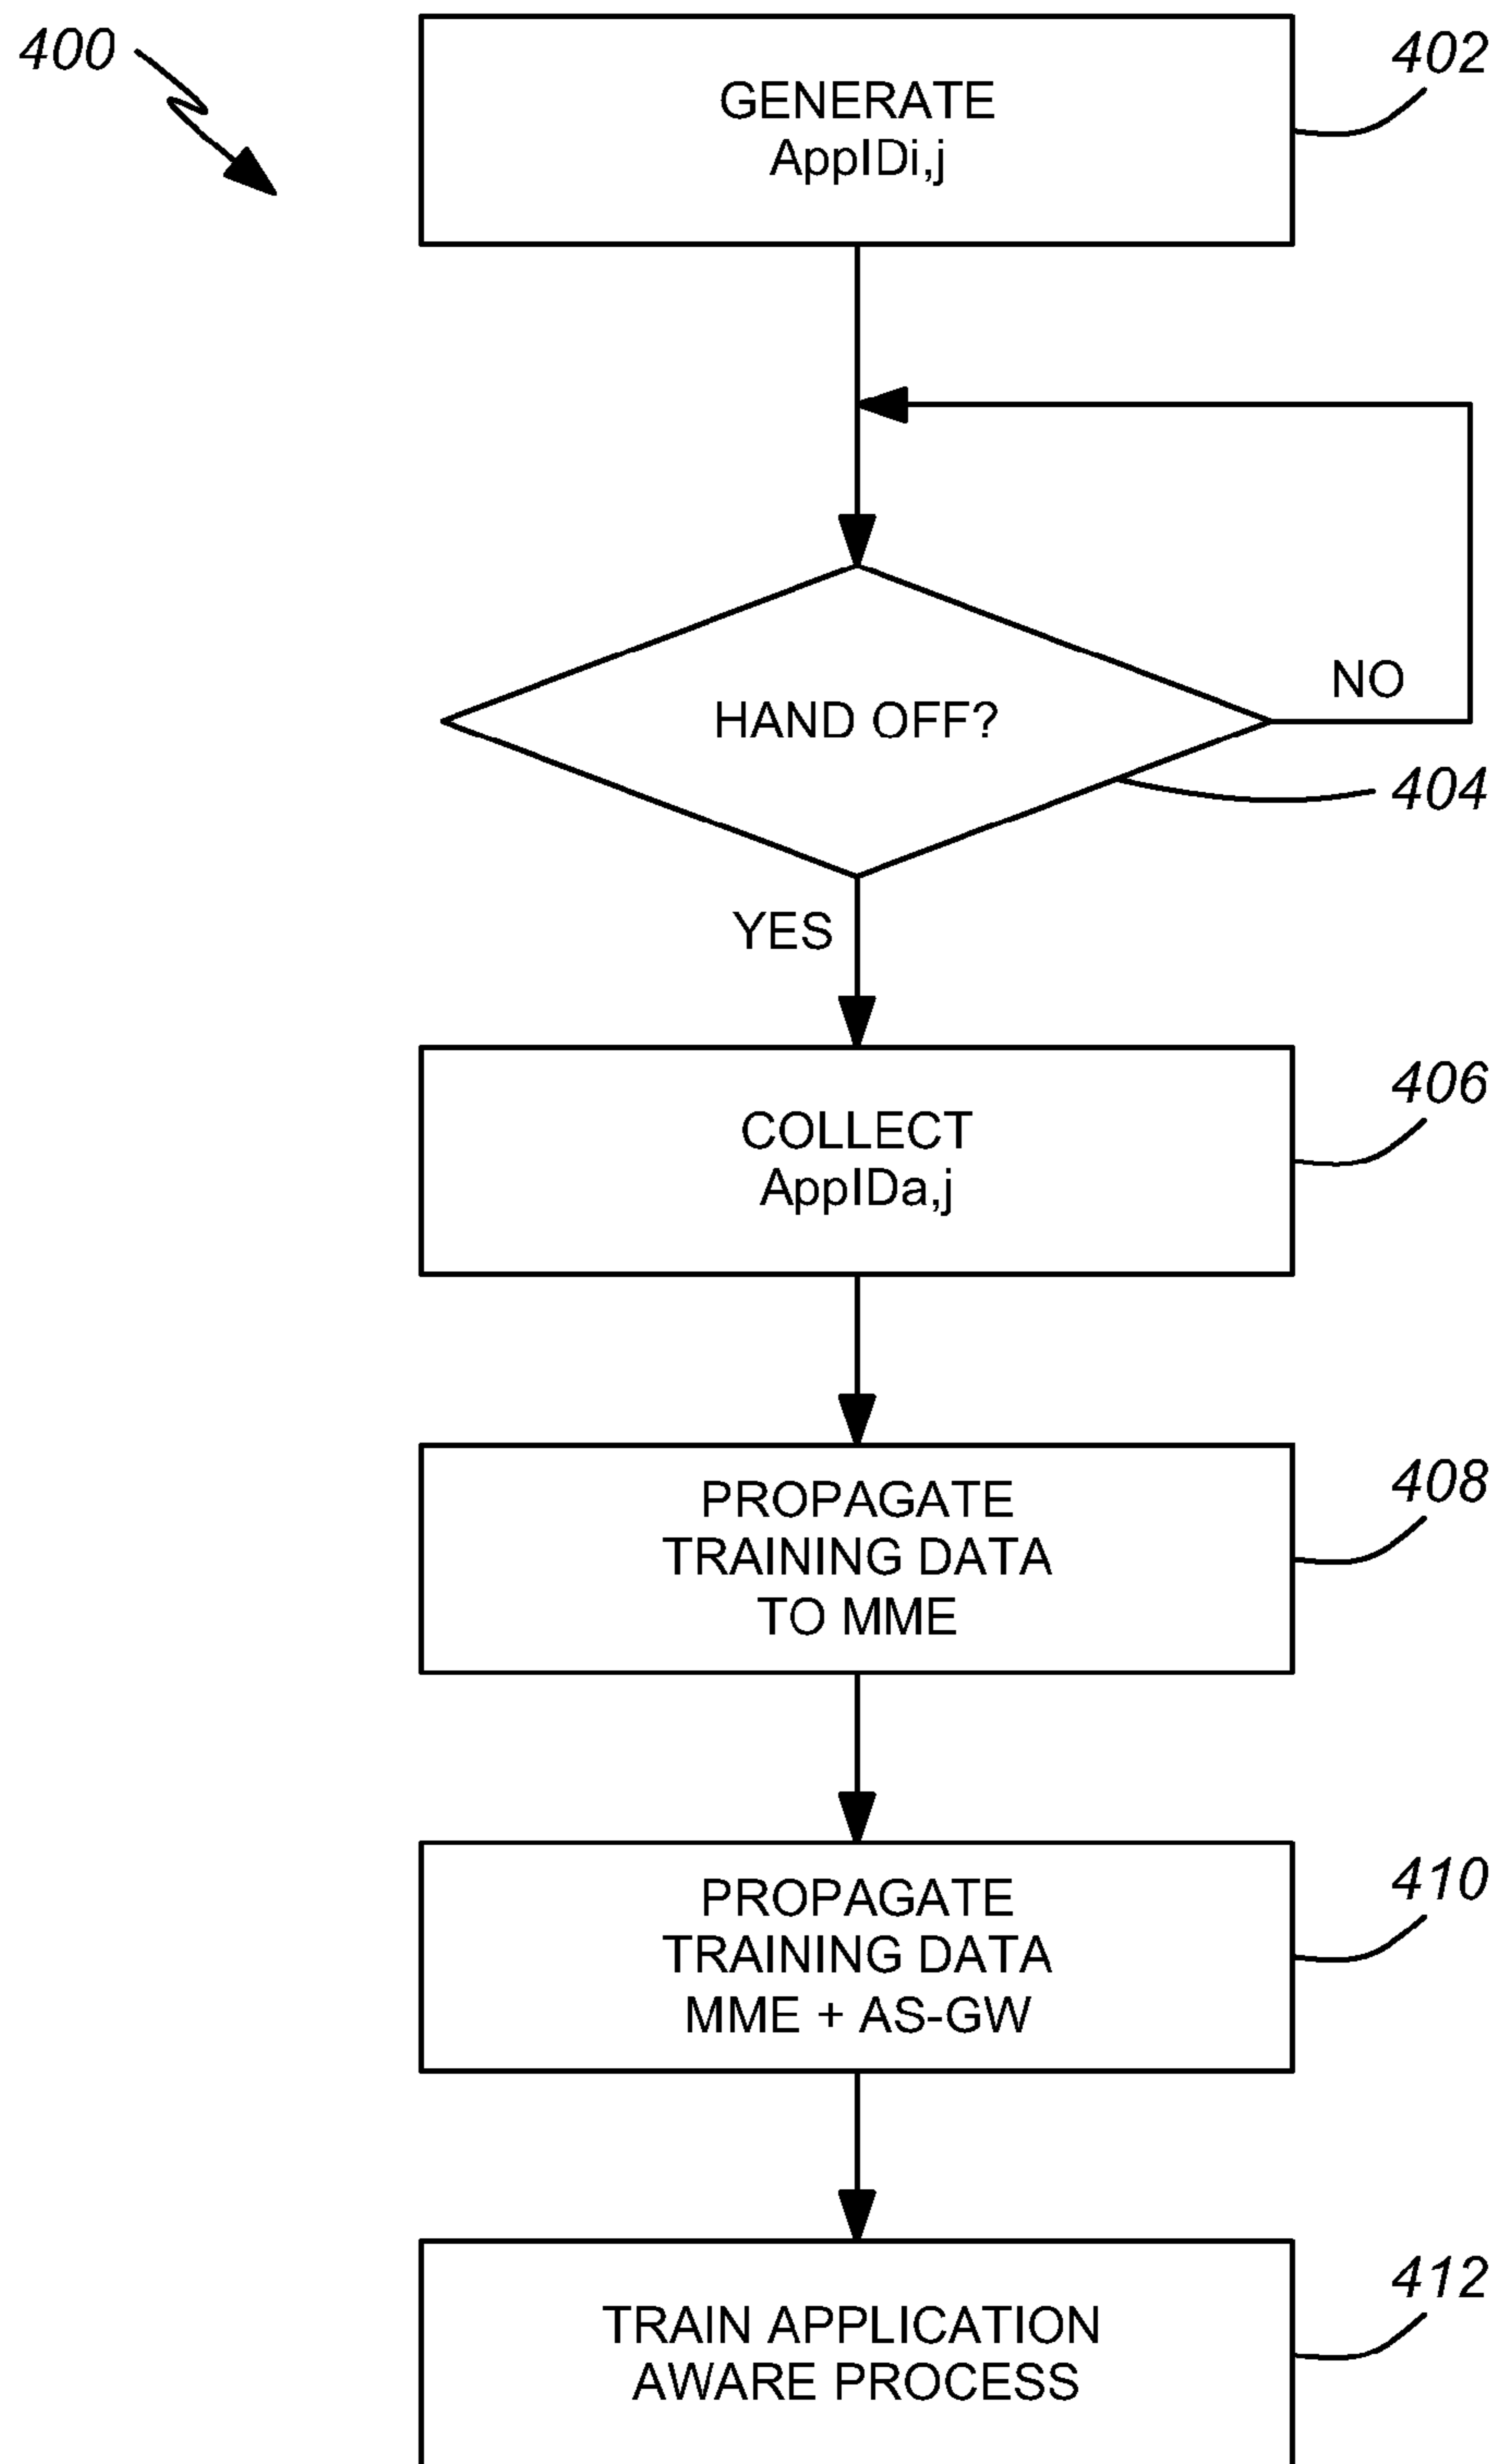 400
402
GENERATE
AppIDi,j
HAND OFF?
NO
404
YES
406
COLLECT
AppIDa,j
408
PROPAGATE
TRAINING DATA
TO MME
410
PROPAGATE
TRAINING DATA
MME + AS-GW
412
TRAIN APPLICATION
AWARE PROCESS